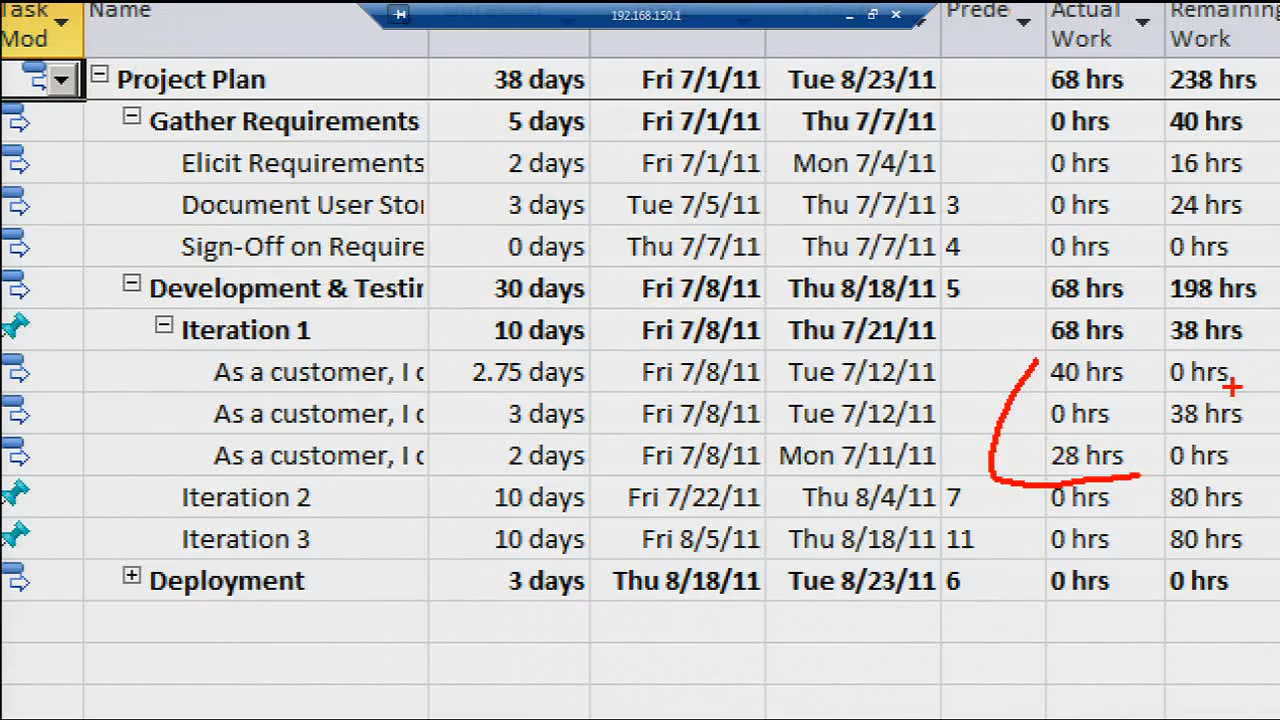 192.168.150.1
Task Mod Name Prede Actual Work Remaining Work
Project Plan 38 days Fri 7/1/11 Tue 8/23/11 68 hrs 238 hrs
Gather Requirements 5 days Fri 7/1/11 Thu 7/7/11 0 hrs 40 hrs
Elicit Requirements 2 days Fri 7/1/11 Mon 7/4/11 0 hrs 16 hrs
Document User Stor 3 days Tue 7/5/11 Thu 7/7/11 3 0 hrs 24 hrs
Sign-Off on Require 0 days Thu 7/7/11 Thu 7/7/11 4 0 hrs 0 hrs
Development & Testin 30 days Fri 7/8/11 Thu 8/18/11 5 68 hrs 198 hrs
Iteration 1 10 days Fri 7/8/11 Thu 7/21/11 68 hrs 38 hrs
As a customer, I c 2.75 days Fri 7/8/11 Tue 7/12/11 40 hrs 0 hrs
As a customer, I c 3 days Fri 7/8/11 Tue 7/12/11 0 hrs 38 hrs
As a customer, I c 2 days Fri 7/8/11 Mon 7/11/11 28 hrs 0 hrs
Iteration 2 10 days Fri 7/22/11 Thu 8/4/11 7 0 hrs 80 hrs
Iteration 3 10 days Fri 8/5/11 Thu 8/18/11 11 0 hrs 80 hrs
Deployment 3 days Thu 8/18/11 Tue 8/23/11 6 0 hrs 0 hrs